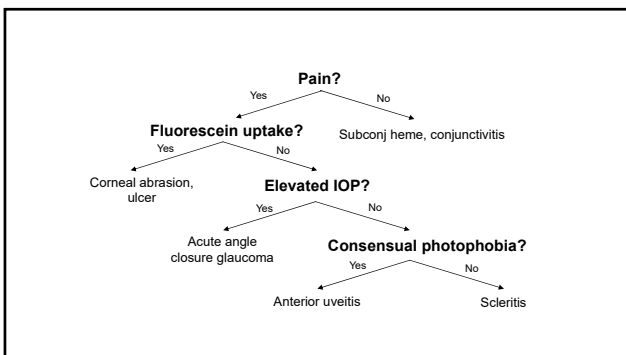 Pain?
Yes
No
Fluorescein uptake?
Subconj heme, conjunctivitis
Yes
No
Corneal abrasion,
ulcer
Elevated IOP?
Yes
No
Acute angle
closure glaucoma
Consensual photophobia?
Yes
No
Anterior uveitis
Scleritis